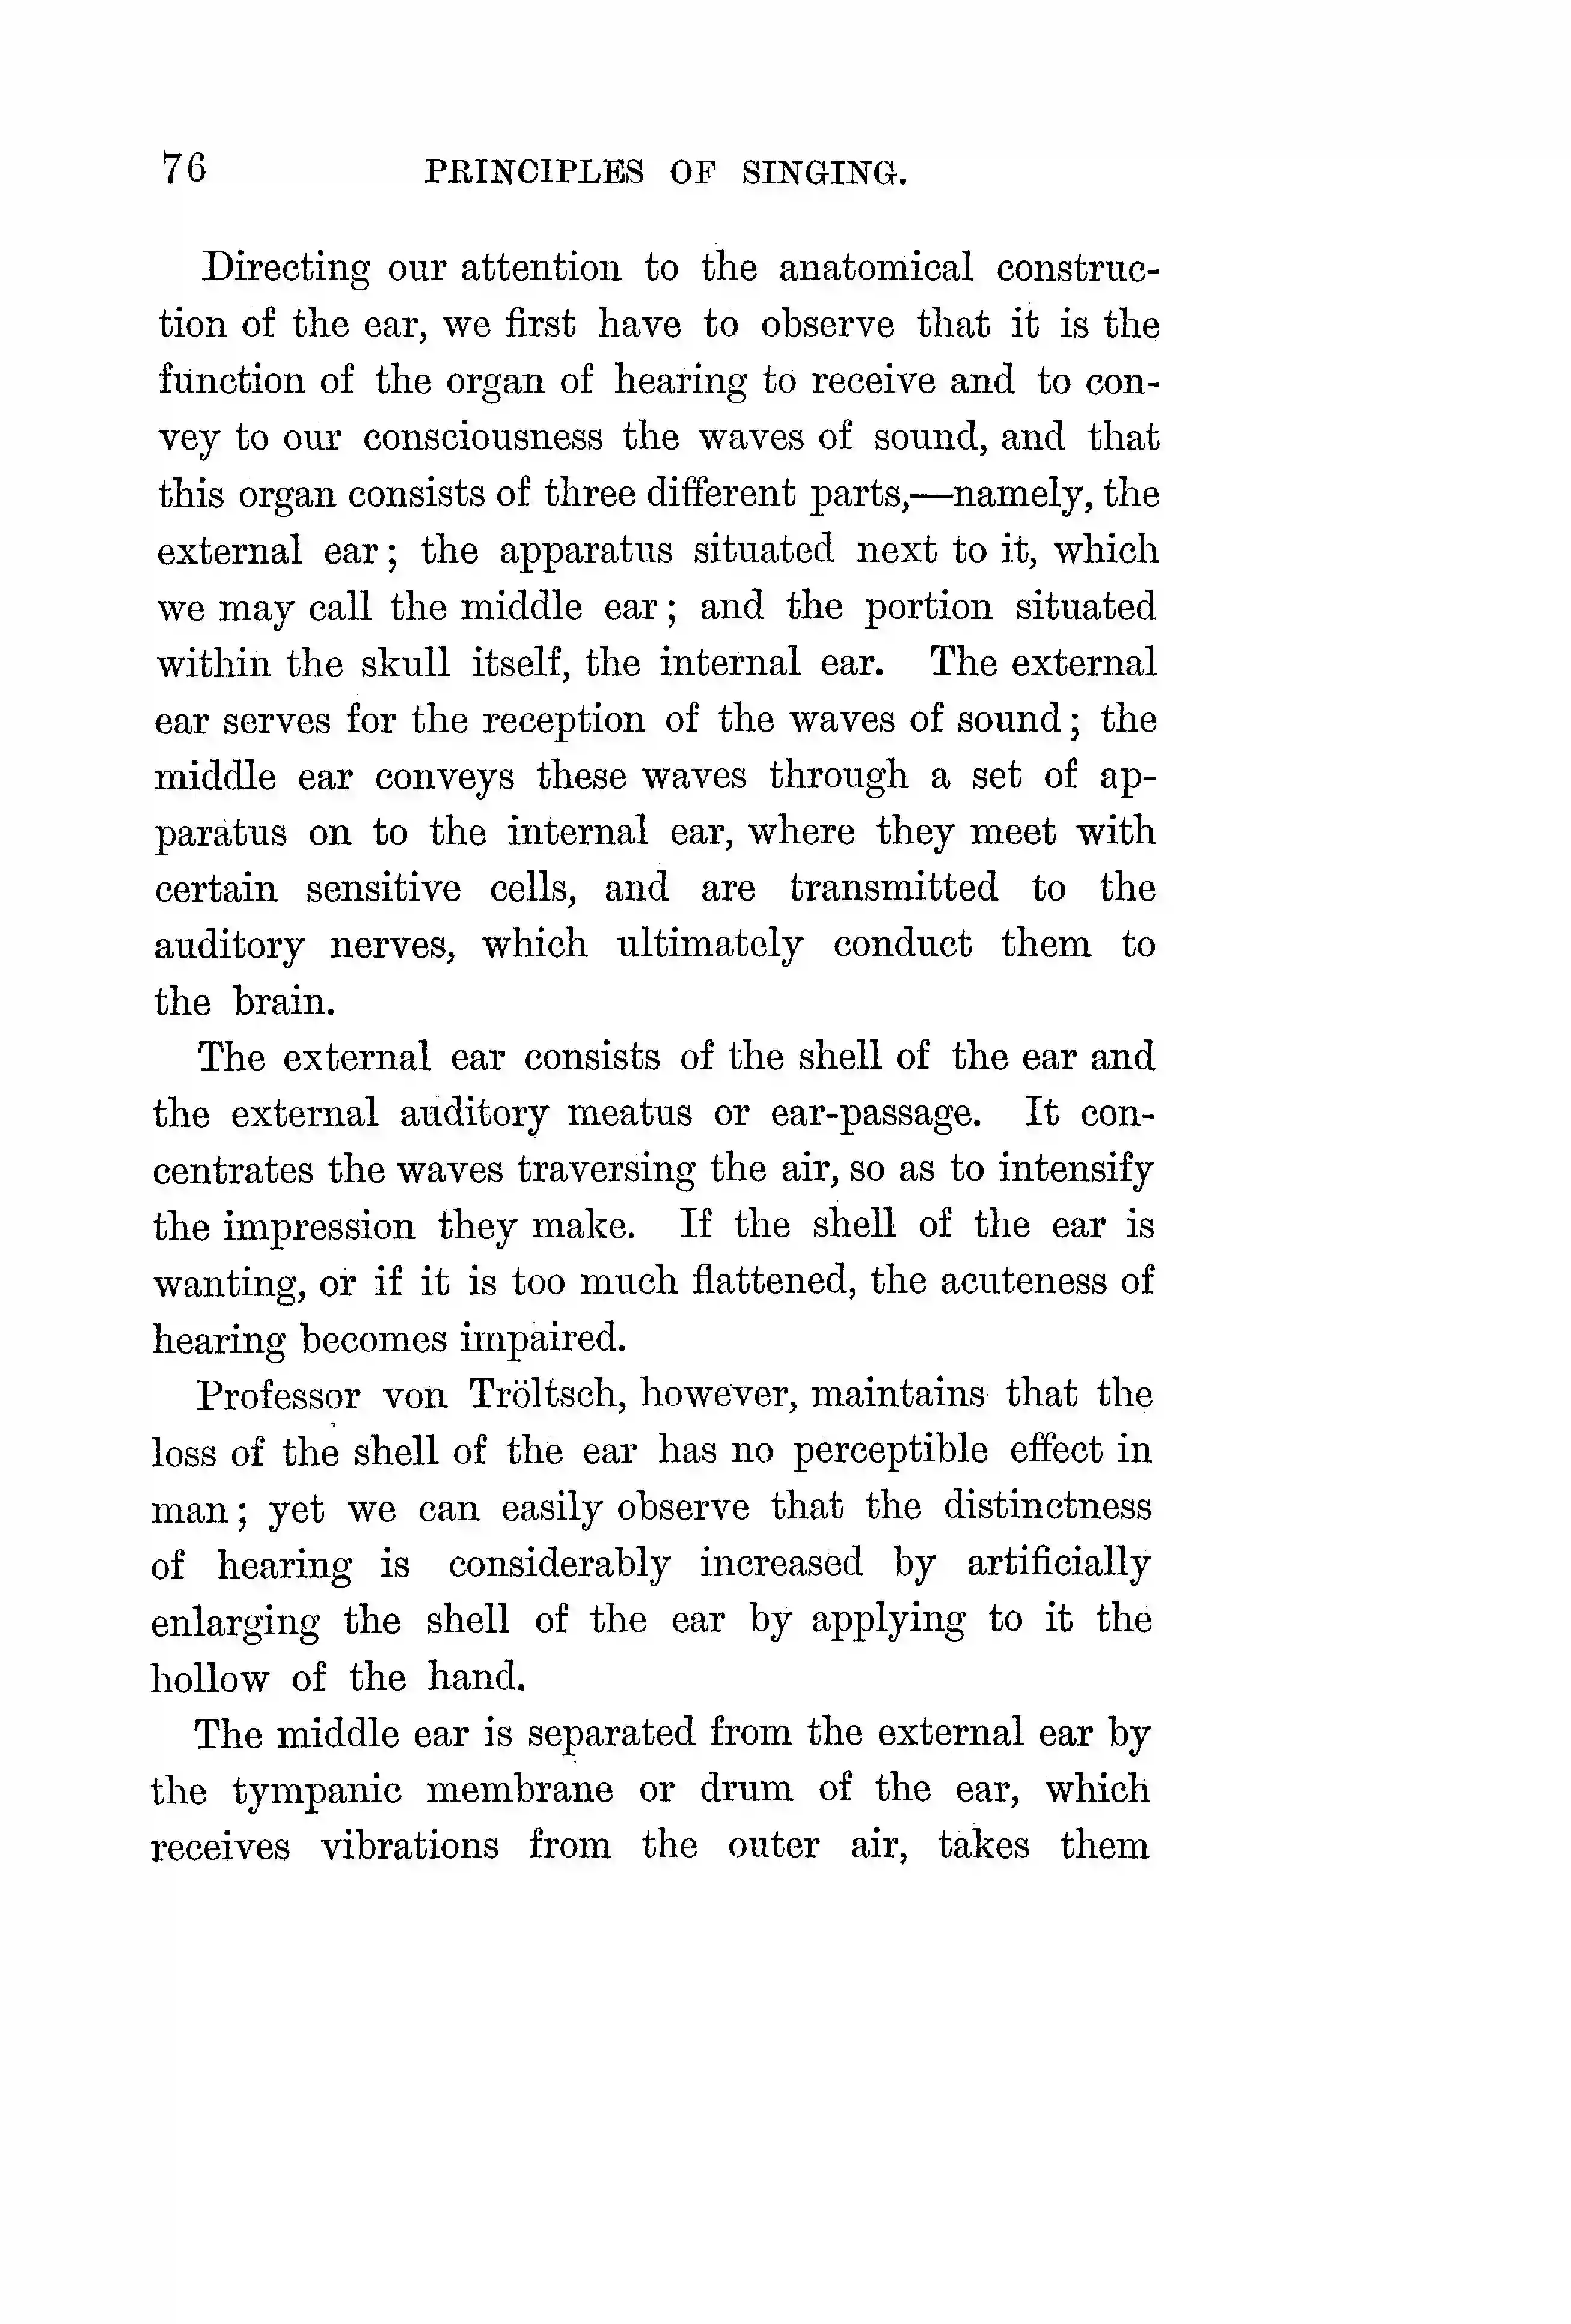 76 PRINCIPLES OF SINGING.
Directing our attention to the anatomical construc-
tion of the ear, we first have to observe that it is the
function of the organ of hearing to receive and to con-
vey to our consciousness the waves of sound, and that
this organ consists of three different parts,—namely, the
external ear; the apparatus situated next to it, which
we may call the middle ear; and the portion situated
within the skull itself, the internal ear. The external
ear serves for the reception of the waves of sound; the
middle ear conveys these waves through a set of ap-
paratus on to the internal ear, where they meet with
certain sensitive cells, and are transmitted to the
auditory nerves, which ultimately conduct them to
the brain.
The external ear consists of the shell of the ear and
the external auditory meatus or ear-passage. It con-
centrates the waves traversing the air, so as to intensify
the impression they make. If the shell of the ear is
wanting, or if it is too much flattened, the acuteness of
hearing becomes impaired.
Professor von Tröltsch, however, maintains that the
loss of the shell of the ear has no perceptible effect in
man; yet we can easily observe that the distinctness
of hearing is considerably increased by artificially
enlarging the shell of the ear by applying to it the
hollow of the hand.
The middle ear is separated from the external ear by
the tympanic membrane or drum of the ear, which
receives vibrations from the outer air, takes them